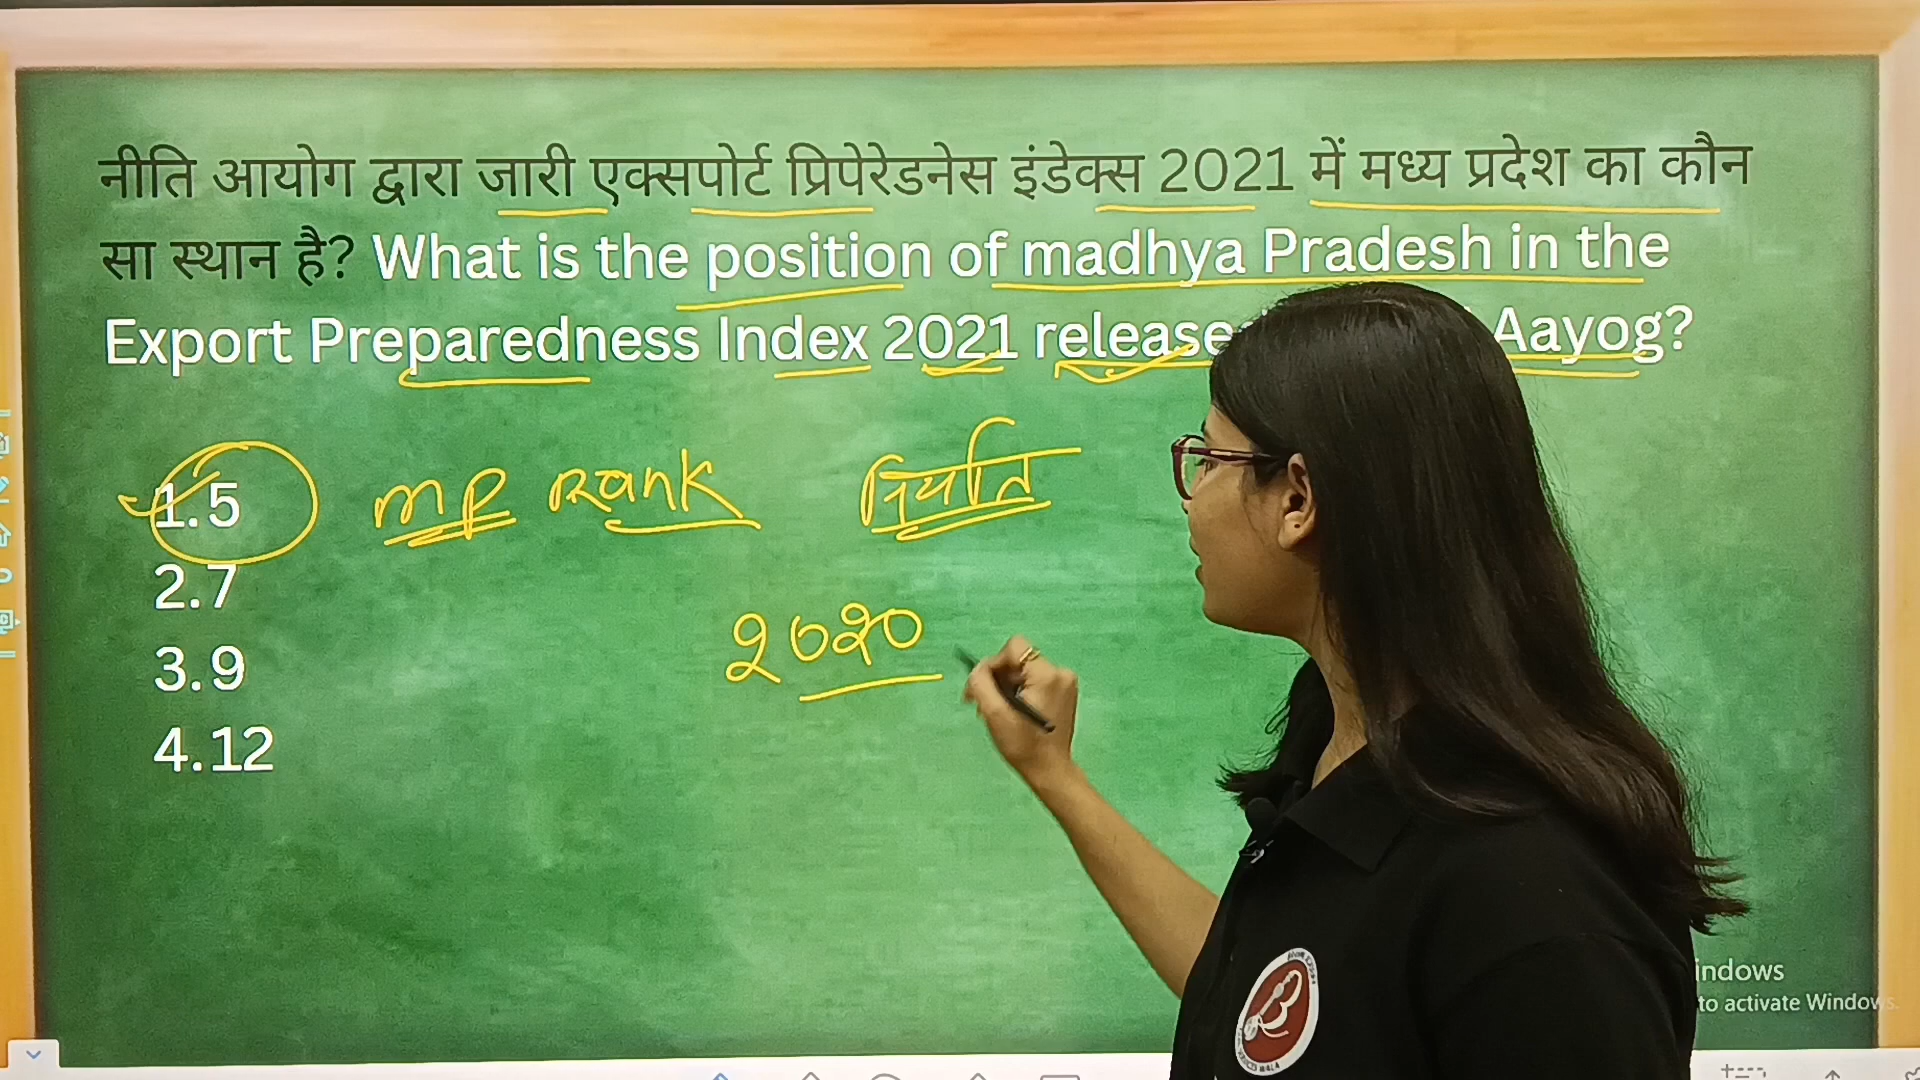 नीति आयोग द्वारा जारी एक्सपोर्ट प्रिपेरेडनेस इंडेक्स 2021 में मध्य प्रदेश का कौन
सा स्थान है? What is the position of madhya Pradesh in the
Export Preparedness Index 2021 release Aayog?
1.5
MP Rank
निर्यात
2.7
२०२०
3.9
4.12
indows
to activate Windows.